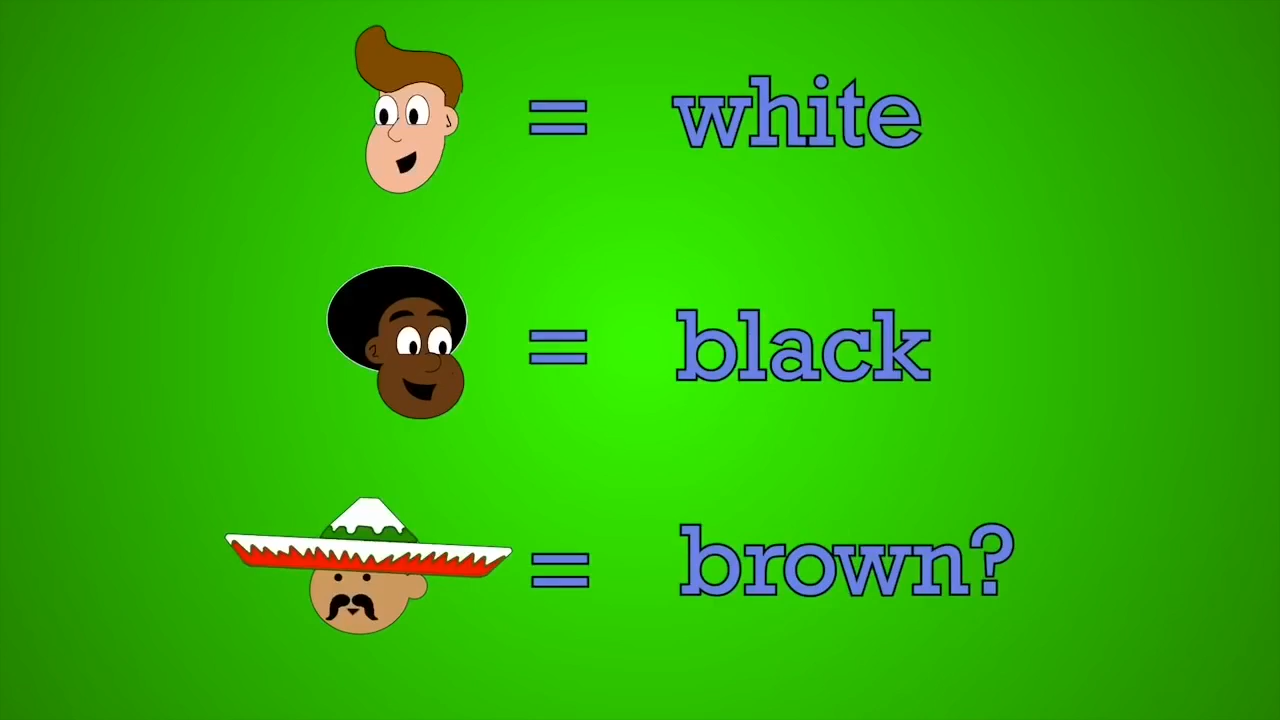 = white
= black
= brown?